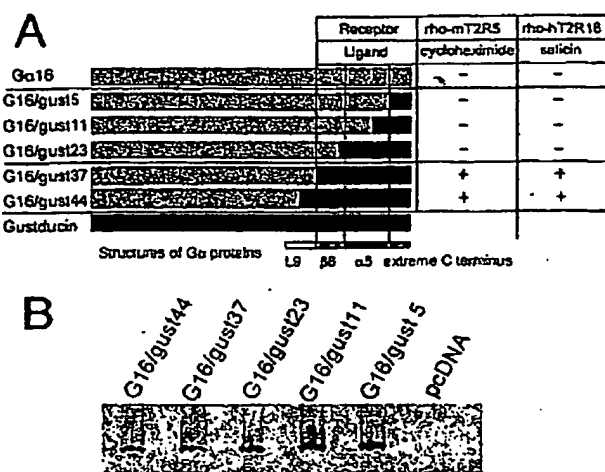 A
Receptor rho-mT2R5 rho-hT2R16
Ligand cycloheximide salicin
Gα16 - -
G16/gust5 - -
G16/gust11 - -
G16/gust23 - -
G16/gust37 + +
G16/gust44 + +
Gustducin
Structures of Gα proteins L9 β6 α5 extreme C terminus
B
G16/gust44 G16/gust37 G16/gust23 G16/gust11 G16/gust 5 pcDNA